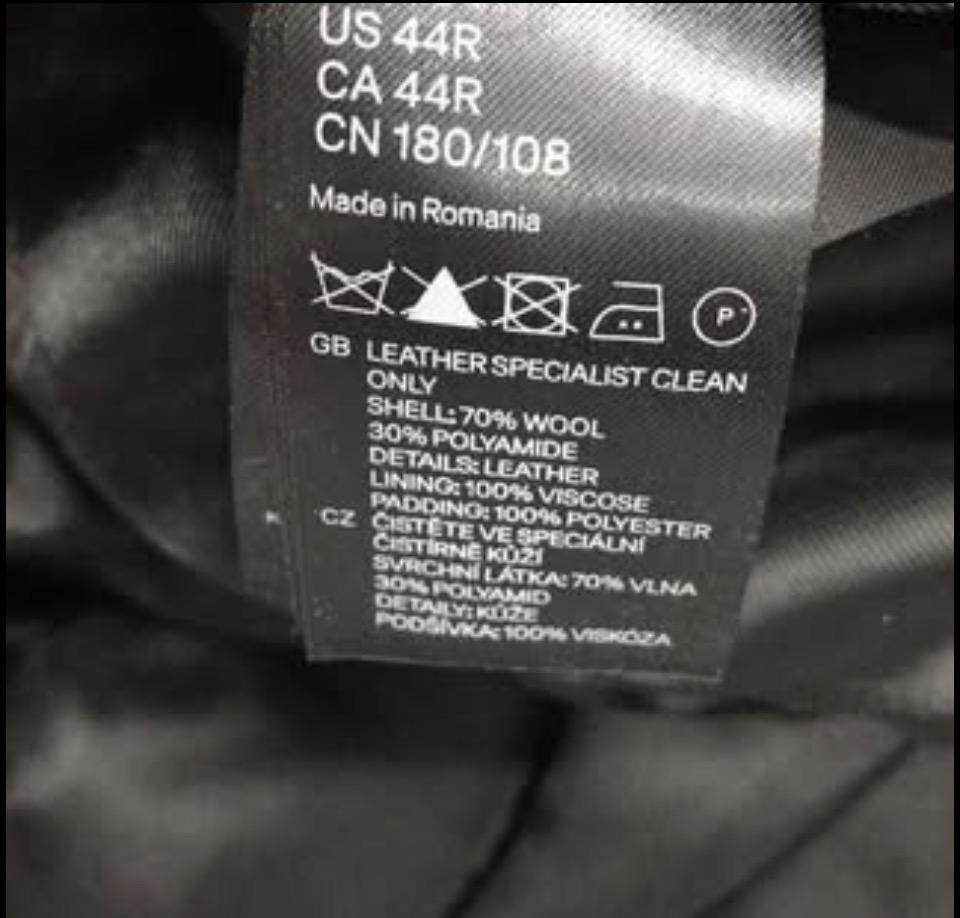 US 44R
CA 44R
CN 180/108
Made in Romania
P
GB LEATHER SPECIALIST CLEAN
ONLY
SHELL: 70% WOOL
30% POLYAMIDE
DETAILS: LEATHER
LINING: 100% VISCOSE
PADDING: 100% POLYESTER
CZ ČISTĚTE VE SPECIÁLNÍ
ČISTÍRNĚ KŮŽÍ
SVRCHNÍ LÁTKA: 70% VLNA
30% POLYAMID
DETAILY: KŮŽE
PODŠÍVKA: 100% VISKÓZA